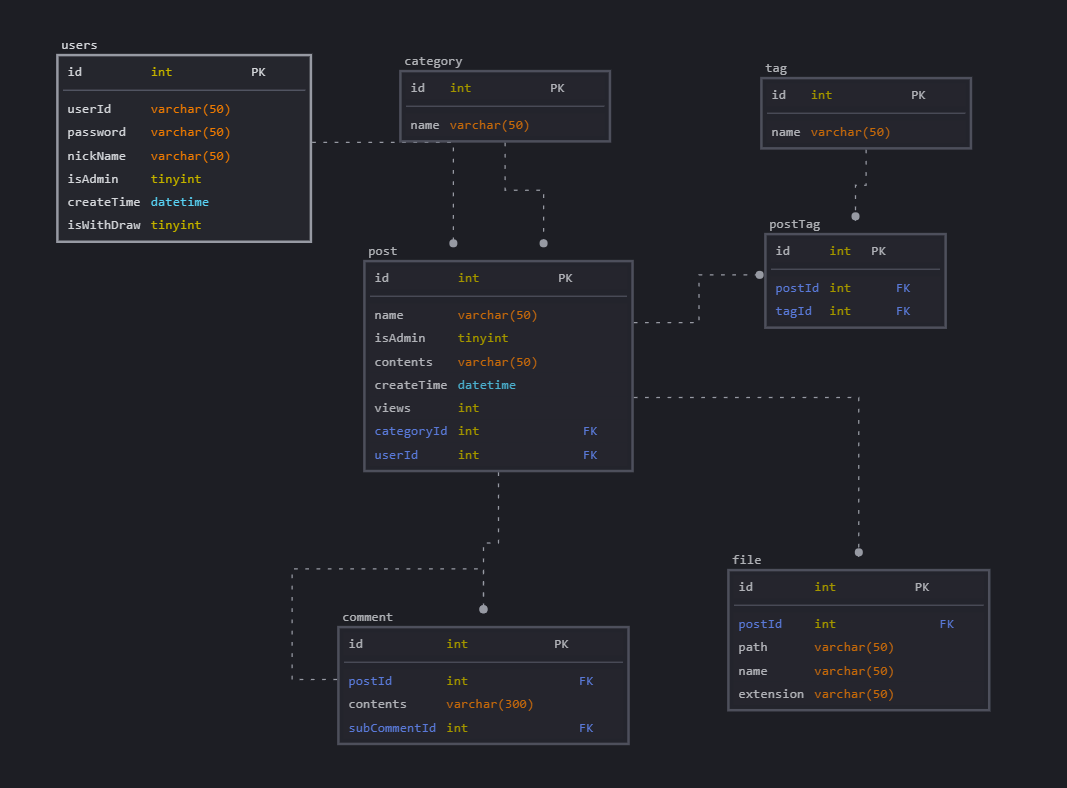 users
id int PK
userId varchar(50)
password varchar(50)
nickName varchar(50)
isAdmin tinyint
createTime datetime
isWithDraw tinyint
category
id int PK
name varchar(50)
tag
id int PK
name varchar(50)
postTag
id int PK
postId int FK
tagId int FK
post
id int PK
name varchar(50)
isAdmin tinyint
contents varchar(50)
createTime datetime
views int
categoryId int FK
userId int FK
file
id int PK
postId int FK
path varchar(50)
name varchar(50)
extension varchar(50)
comment
id int PK
postId int FK
contents varchar(300)
subCommentId int FK